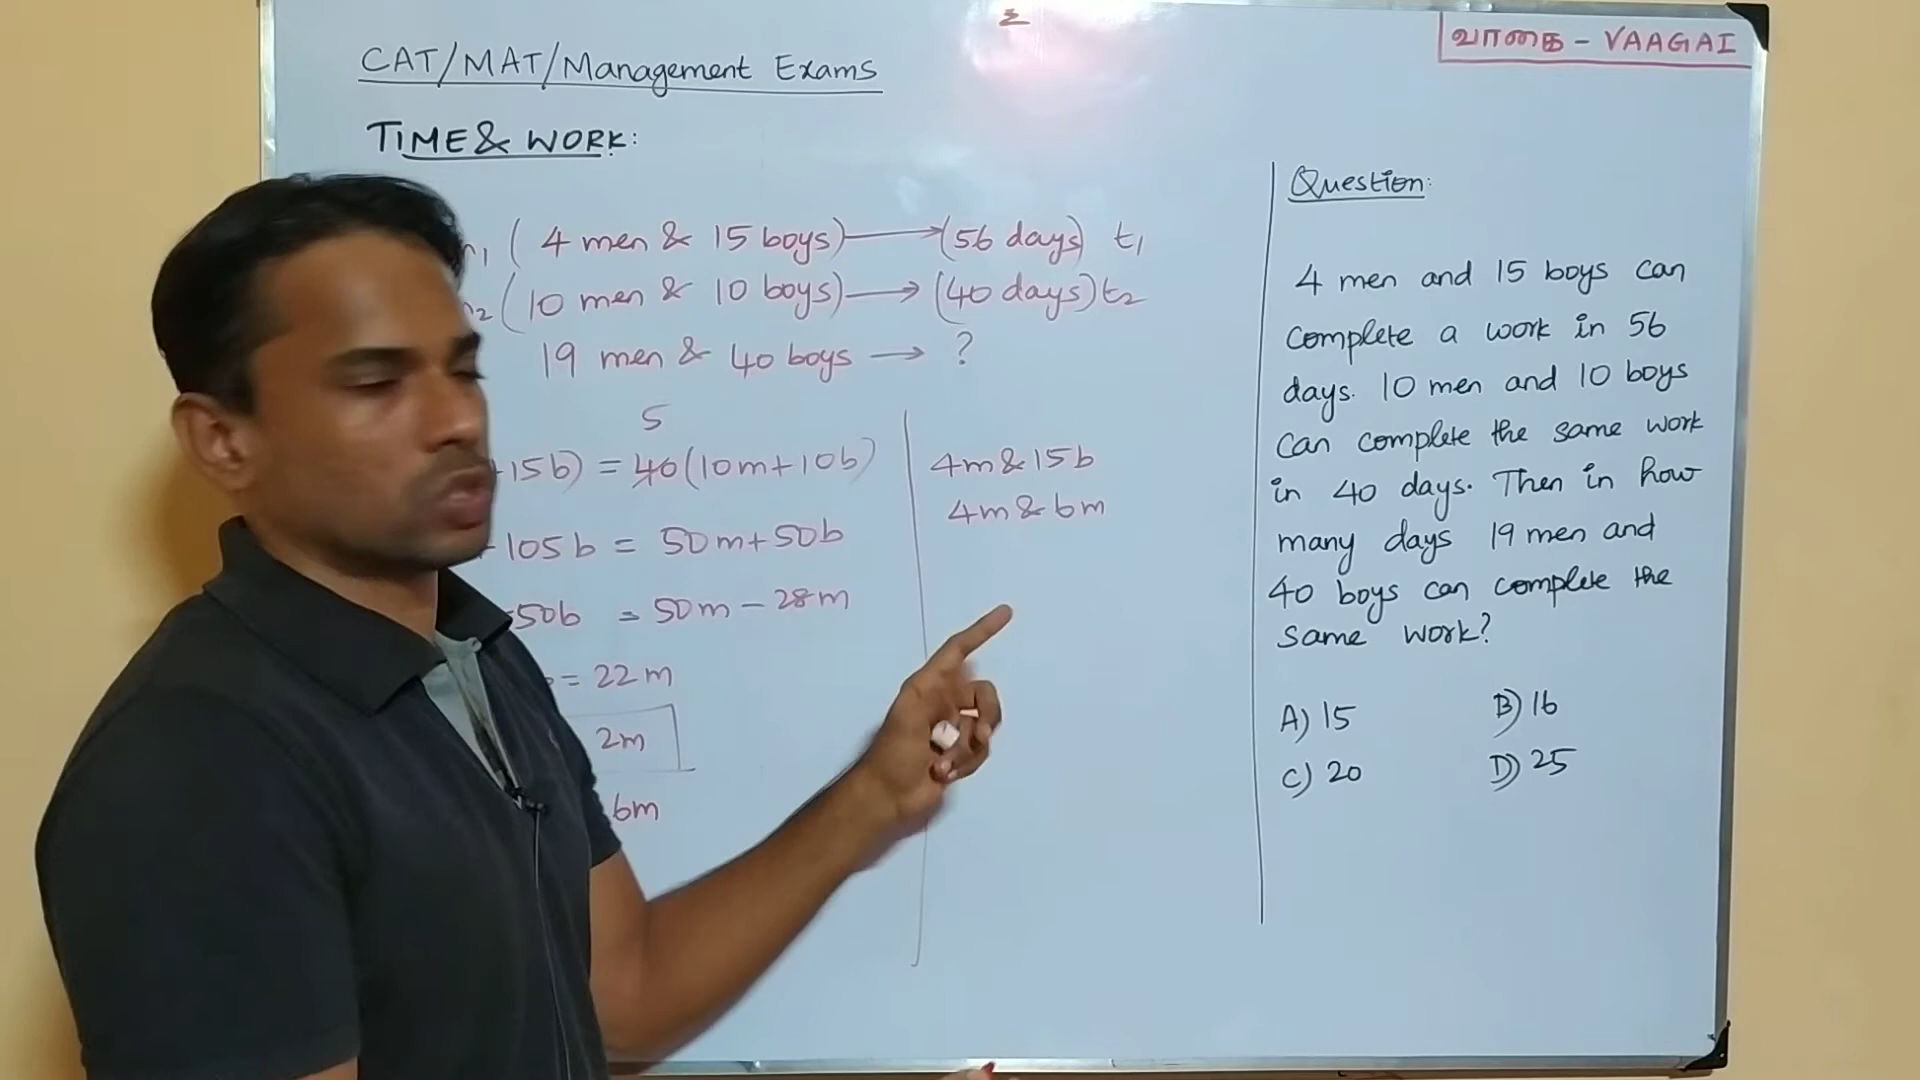 CAT/MAT/Management Exams
வாகை - VAAGAI
TIME & WORK:
( 4 men & 15 boys) → (56 days) t1
2 (10 men & 10 boys) → (40 days) t2
19 men & 40 boys → ?
5
+15b) = 40(10m+10b)
105b = 50m+50b
50b = 50m-28m
= 22m
2m
6m
4m&15b
4m&6m
Question:
4 men and 15 boys can
complete a work in 56
days. 10 men and 10 boys
can complete the same work
in 40 days. Then in how
many days 19 men and
40 boys can complete the
same work?
A) 15 B) 16
C) 20 D) 25